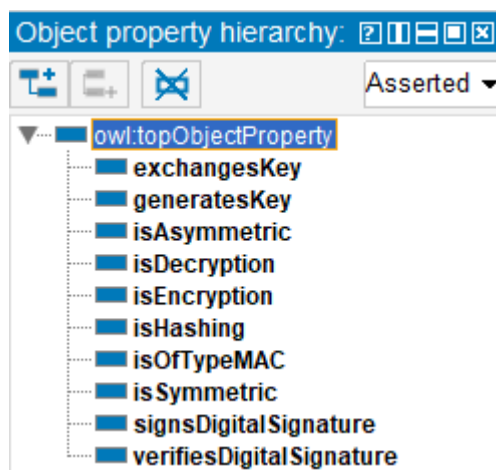 Object property hierarchy:
Asserted
owl:topObjectProperty
exchangesKey
generatesKey
isAsymmetric
isDecryption
isEncryption
isHashing
isOfTypeMAC
isSymmetric
signsDigitalSignature
verifiesDigitalSignature